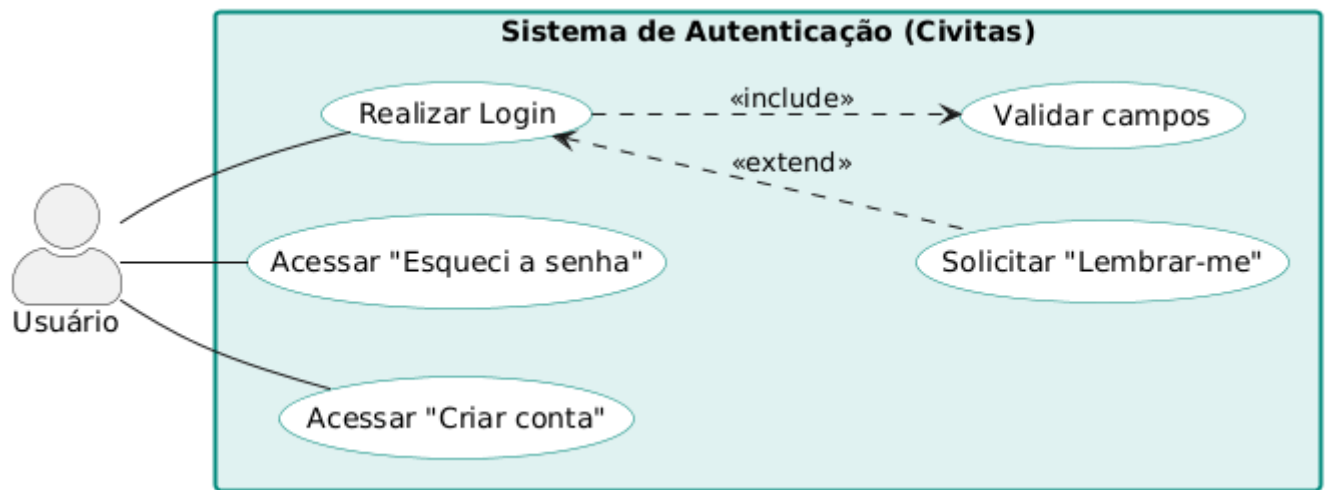 Sistema de Autenticação (Civitas)
Realizar Login
«include»
Validar campos
«extend»
Acessar "Esqueci a senha"
Solicitar "Lembrar-me"
Usuário
Acessar "Criar conta"